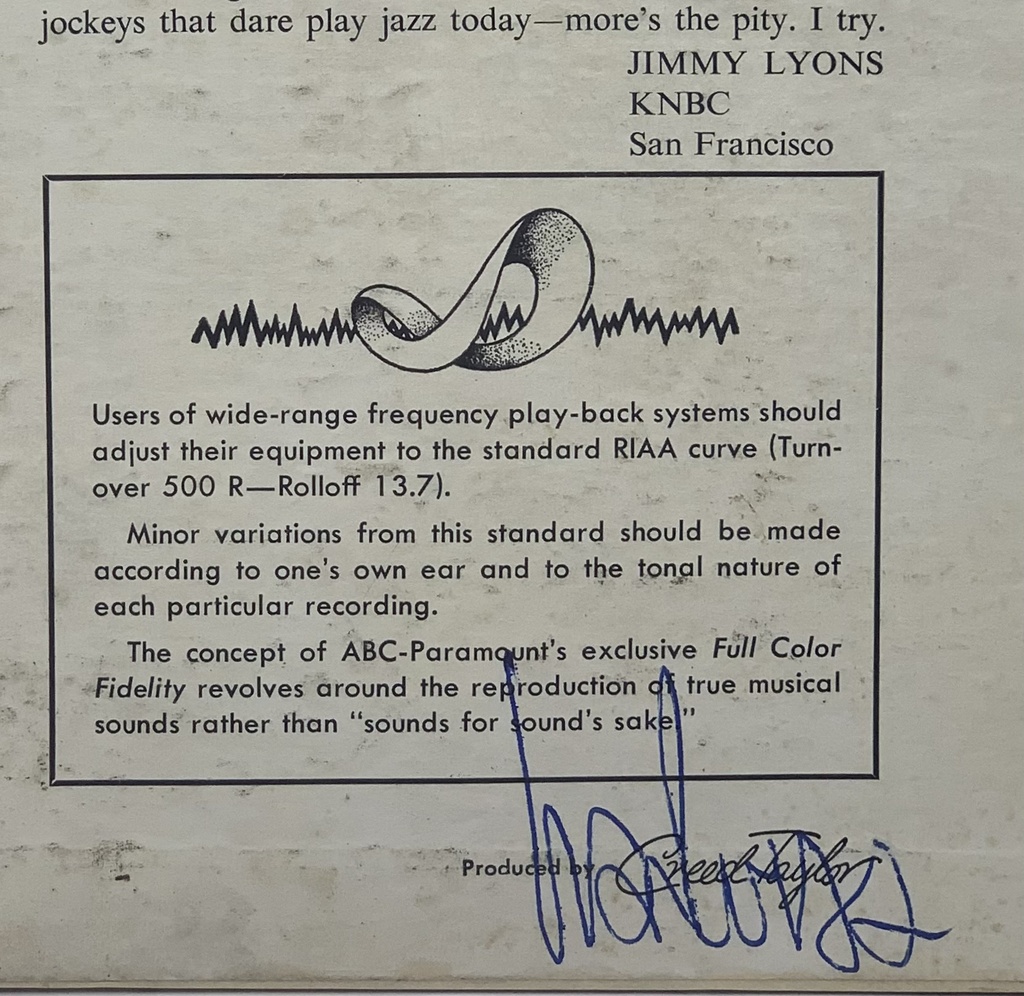 jockeys that dare play jazz today—more's the pity. I try.
JIMMY LYONS
KNBC
San Francisco
Users of wide-range frequency play-back systems should
adjust their equipment to the standard RIAA curve (Turn-
over 500 R—Rolloff 13.7).
Minor variations from this standard should be made
according to one's own ear and to the tonal nature of
each particular recording.
The concept of ABC-Paramount's exclusive Full Color
Fidelity revolves around the reproduction of true musical
sounds rather than “sounds for sound's sake.”
Produced by Creed Taylor